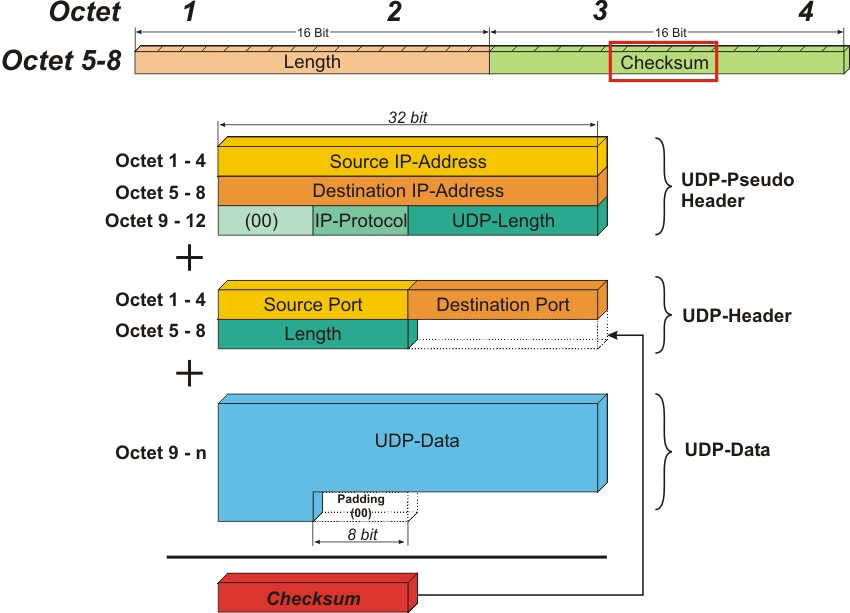 Octet 1 2 3 4
16 Bit 16 Bit
Octet 5-8 Length Checksum
32 bit
Octet 1 - 4 Source IP-Address
Octet 5 - 8 Destination IP-Address
Octet 9 - 12 (00) IP-Protocol UDP-Length
UDP-Pseudo
Header
+
Octet 1 - 4 Source Port Destination Port
Octet 5 - 8 Length
UDP-Header
+
Octet 9 - n UDP-Data
UDP-Data
Padding
(00)
8 bit
Checksum